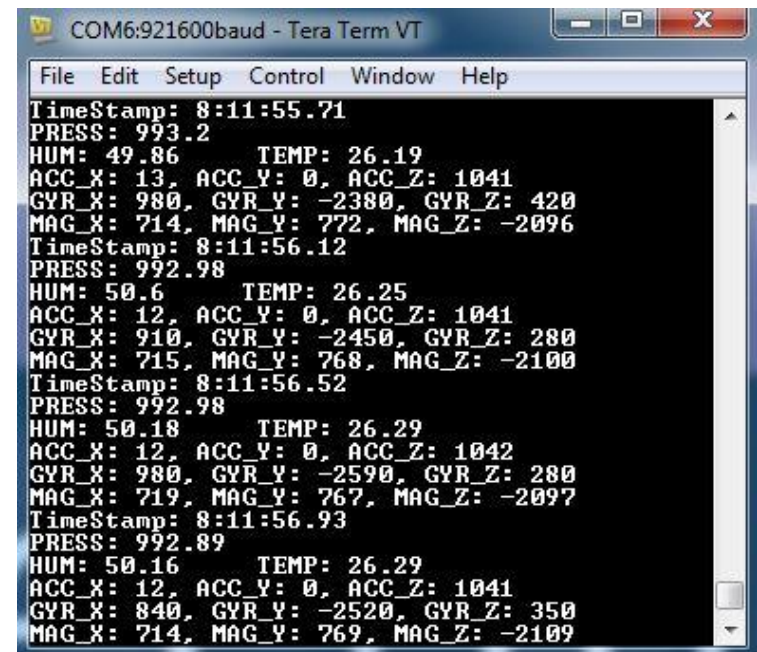 COM6:921600baud - Tera Term VT
File Edit Setup Control Window Help
TimeStamp: 8:11:55.71
PRESS: 993.2
HUM: 49.86 TEMP: 26.19
ACC_X: 13, ACC_Y: 0, ACC_Z: 1041
GYR_X: 980, GYR_Y: -2380, GYR_Z: 420
MAG_X: 714, MAG_Y: 772, MAG_Z: -2096
TimeStamp: 8:11:56.12
PRESS: 992.98
HUM: 50.6 TEMP: 26.25
ACC_X: 12, ACC_Y: 0, ACC_Z: 1041
GYR_X: 910, GYR_Y: -2450, GYR_Z: 280
MAG_X: 715, MAG_Y: 768, MAG_Z: -2100
TimeStamp: 8:11:56.52
PRESS: 992.98
HUM: 50.18 TEMP: 26.29
ACC_X: 12, ACC_Y: 0, ACC_Z: 1042
GYR_X: 980, GYR_Y: -2590, GYR_Z: 280
MAG_X: 719, MAG_Y: 767, MAG_Z: -2097
TimeStamp: 8:11:56.93
PRESS: 992.89
HUM: 50.16 TEMP: 26.29
ACC_X: 12, ACC_Y: 0, ACC_Z: 1041
GYR_X: 840, GYR_Y: -2520, GYR_Z: 350
MAG_X: 714, MAG_Y: 769, MAG_Z: -2109